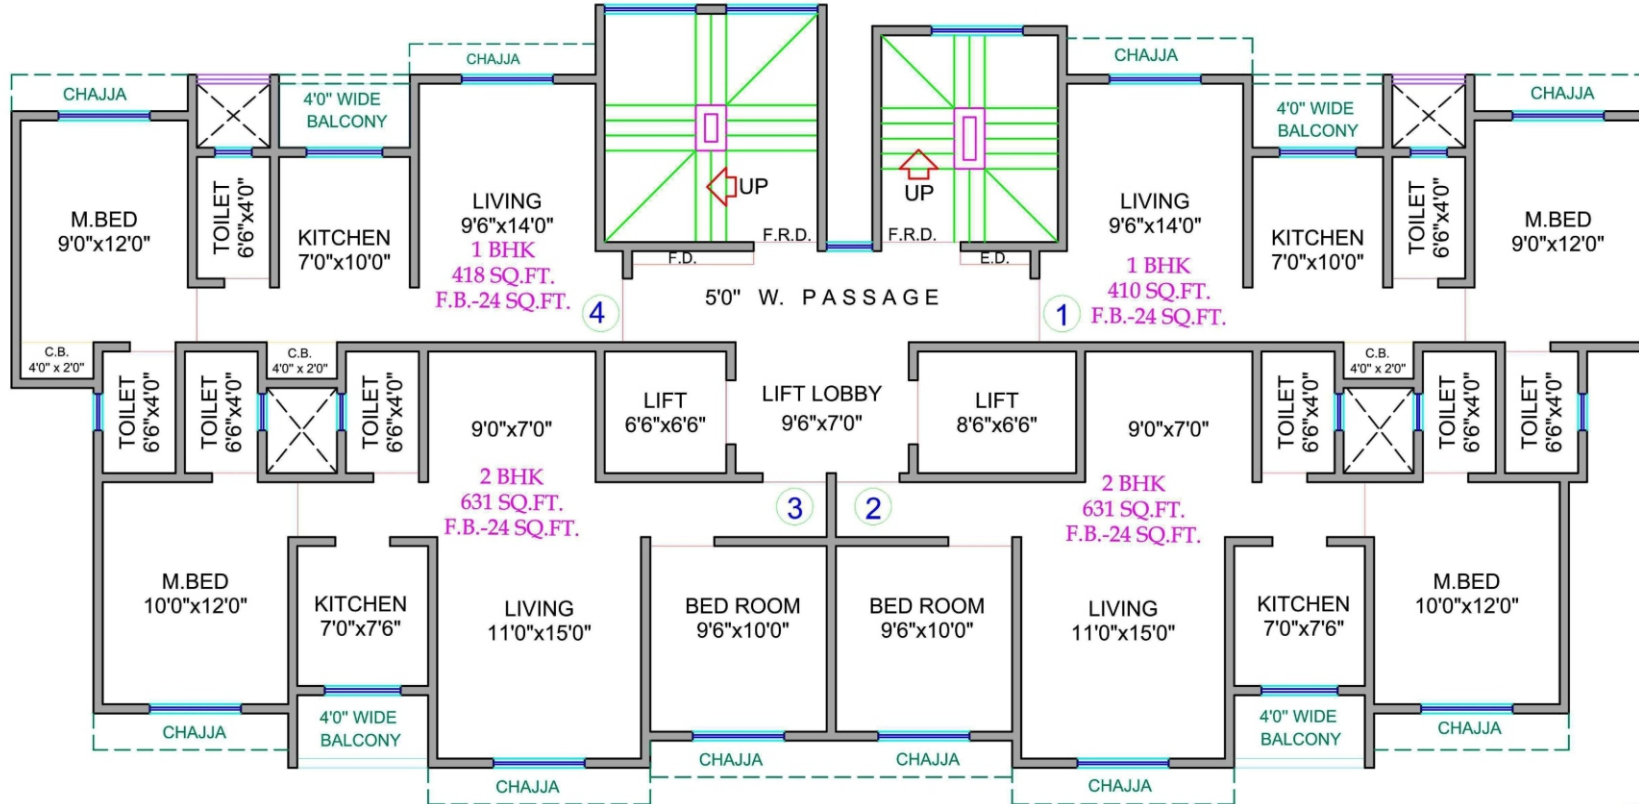 CHAJJA
CHAJJA
CHAJJA
CHAJJA
4'0" WIDE
BALCONY
4'0" WIDE
BALCONY
M.BED
9'0"x12'0"
TOILET
6'6"x4'0"
KITCHEN
7'0"x10'0"
LIVING
9'6"x14'0"
1 BHK
418 SQ.FT.
F.B.-24 SQ.FT.
UP
F.R.D.
F.D.
UP
F.R.D.
E.D.
LIVING
9'6"x14'0"
1 BHK
410 SQ.FT.
F.B.-24 SQ.FT.
KITCHEN
7'0"x10'0"
TOILET
6'6"x4'0"
M.BED
9'0"x12'0"
4
5'0" W. PASSAGE
1
C.B.
4'0" x 2'0"
C.B.
4'0" x 2'0"
C.B.
4'0" x 2'0"
TOILET
6'6"x4'0"
TOILET
6'6"x4'0"
TOILET
6'6"x4'0"
9'0"x7'0"
LIFT
6'6"x6'6"
LIFT LOBBY
9'6"x7'0"
LIFT
8'6"x6'6"
9'0"x7'0"
TOILET
6'6"x4'0"
TOILET
6'6"x4'0"
TOILET
6'6"x4'0"
2 BHK
631 SQ.FT.
F.B.-24 SQ.FT.
3
2
2 BHK
631 SQ.FT.
F.B.-24 SQ.FT.
M.BED
10'0"x12'0"
KITCHEN
7'0"x7'6"
LIVING
11'0"x15'0"
BED ROOM
9'6"x10'0"
BED ROOM
9'6"x10'0"
LIVING
11'0"x15'0"
KITCHEN
7'0"x7'6"
M.BED
10'0"x12'0"
CHAJJA
4'0" WIDE
BALCONY
CHAJJA
CHAJJA
CHAJJA
CHAJJA
4'0" WIDE
BALCONY
CHAJJA